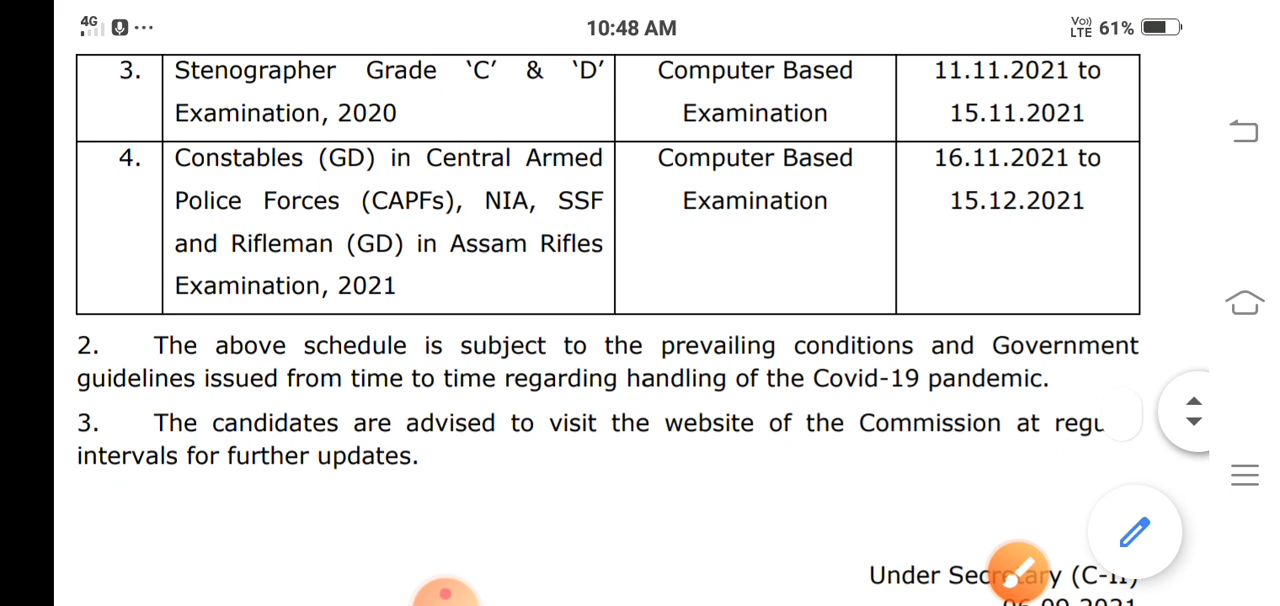 4G ... 10:48 AM Vo)) LTE 61%
3. Stenographer Grade ‘C’ & ‘D’ Computer Based 11.11.2021 to
Examination, 2020 Examination 15.11.2021
4. Constables (GD) in Central Armed Computer Based 16.11.2021 to
Police Forces (CAPFs), NIA, SSF Examination 15.12.2021
and Rifleman (GD) in Assam Rifles
Examination, 2021
2. The above schedule is subject to the prevailing conditions and Government
guidelines issued from time to time regarding handling of the Covid-19 pandemic.
3. The candidates are advised to visit the website of the Commission at
intervals for further updates.
Under (C-II)